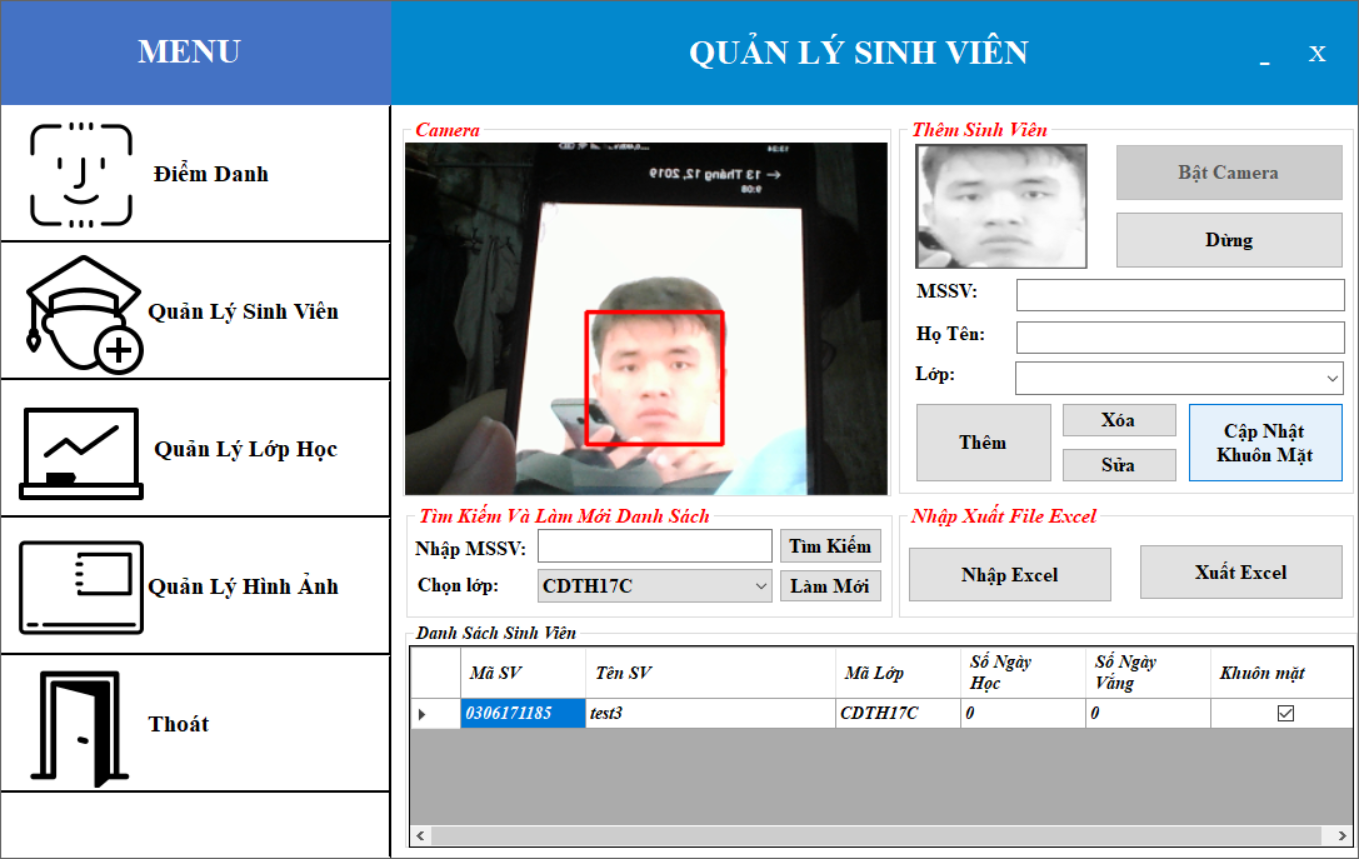 MENU
QUẢN LÝ SINH VIÊN
_ X
Điểm Danh
Quản Lý Sinh Viên
Quản Lý Lớp Học
Quản Lý Hình Ảnh
Thoát
Camera
← 13 Tháng 12, 2019
9:08
Thêm Sinh Viên
Bật Camera
Dừng
MSSV:
Họ Tên:
Lớp:
Thêm
Xóa
Sửa
Cập Nhật
Khuôn Mặt
Tìm Kiếm Và Làm Mới Danh Sách
Nhập MSSV:
Tìm Kiếm
Chọn lớp:
CDTH17C
Làm Mới
Nhập Xuất File Excel
Nhập Excel
Xuất Excel
Danh Sách Sinh Viên
Mã SV Tên SV Mã Lớp Số Ngày Học Số Ngày Vắng Khuôn mặt
0306171185 test3 CDTH17C 0 0